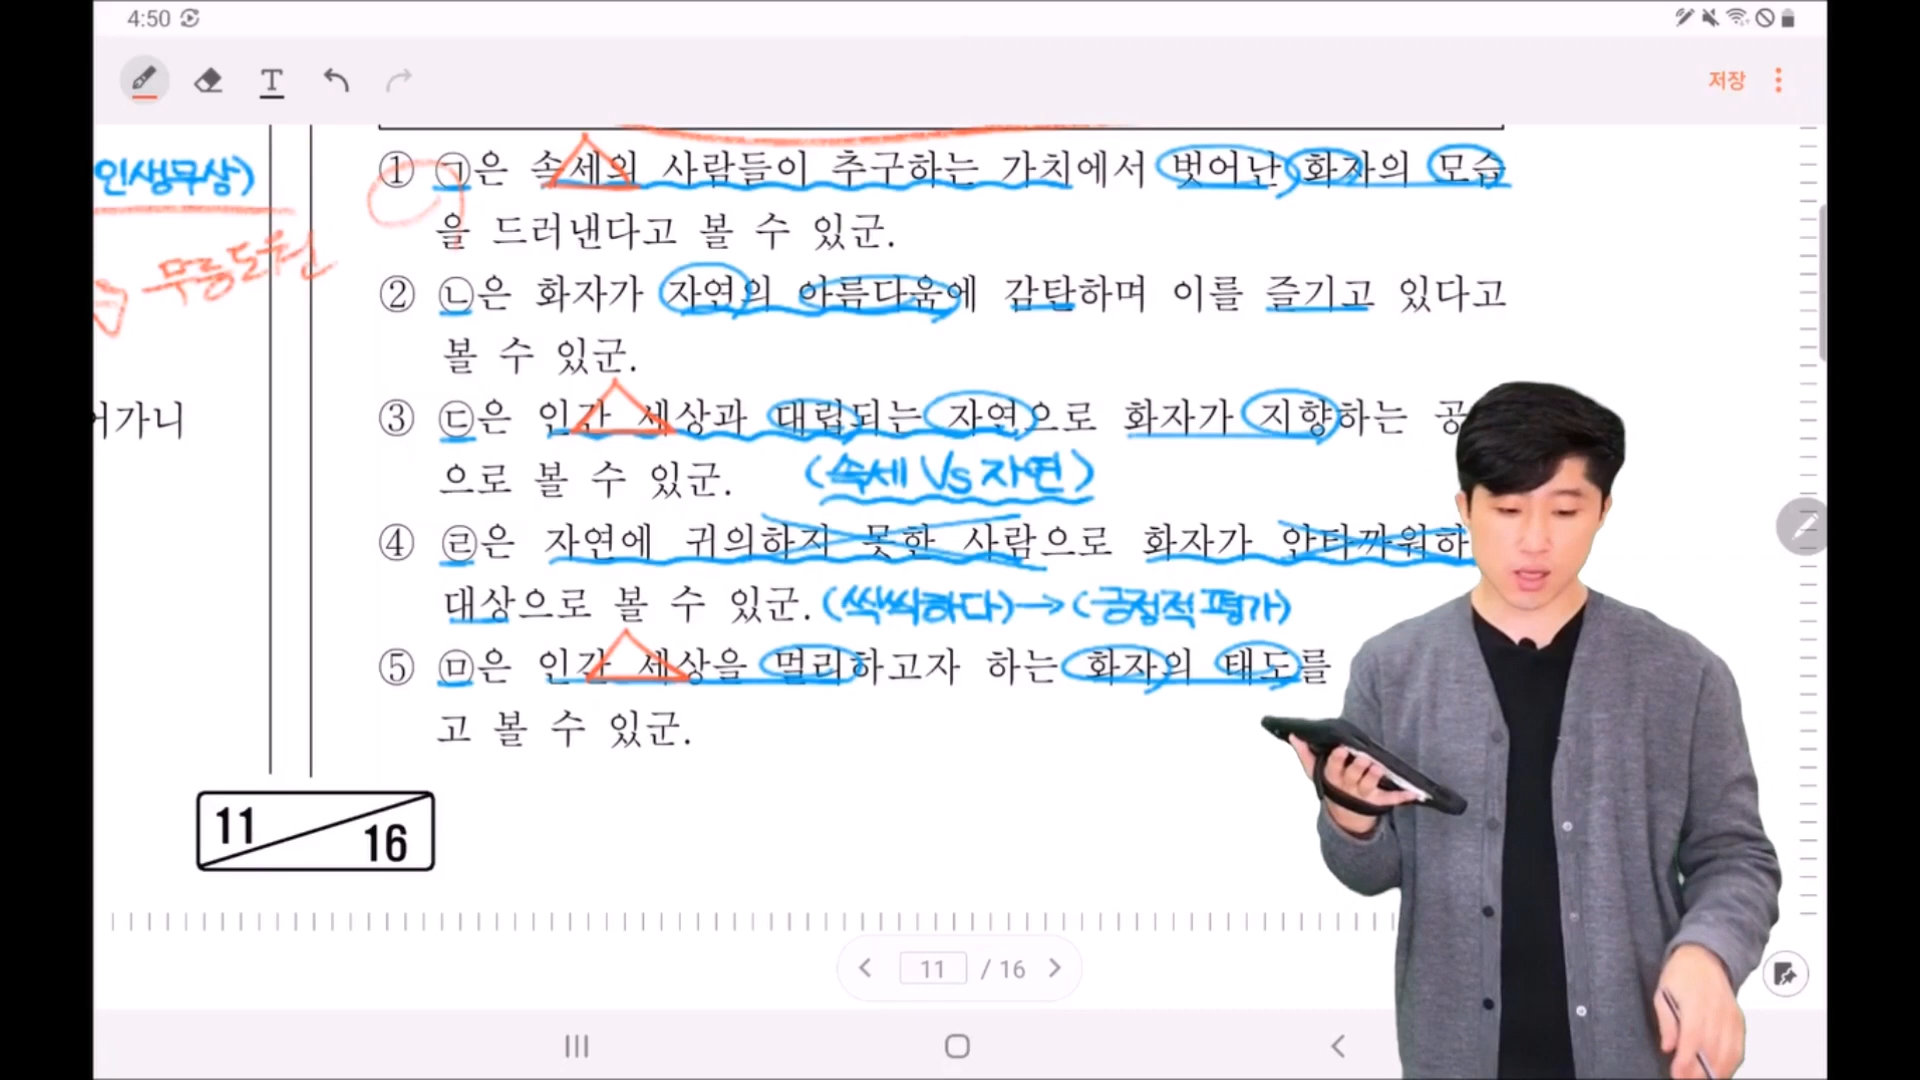 4:50
T
저장
인생무상)
무릉도원
어가니
① ㉠은 속세의 사람들이 추구하는 가치에서 벗어난 화자의 모습
을 드러낸다고 볼 수 있군.
② ㉡은 화자가 자연의 아름다움에 감탄하며 이를 즐기고 있다고
볼 수 있군.
③ ㉢은 인간 세상과 대립되는 자연으로 화자가 지향하는 공
으로 볼 수 있군. (속세 Vs 자연)
④ ㉣은 자연에 귀의하지 못한 사람으로 화자가 안타까워하
대상으로 볼 수 있군. (씩씩하다)→(긍정적 평가)
⑤ ㉤은 인간 세상을 멀리하고자 하는 화자의 태도를
고 볼 수 있군.
11
16
11 / 16